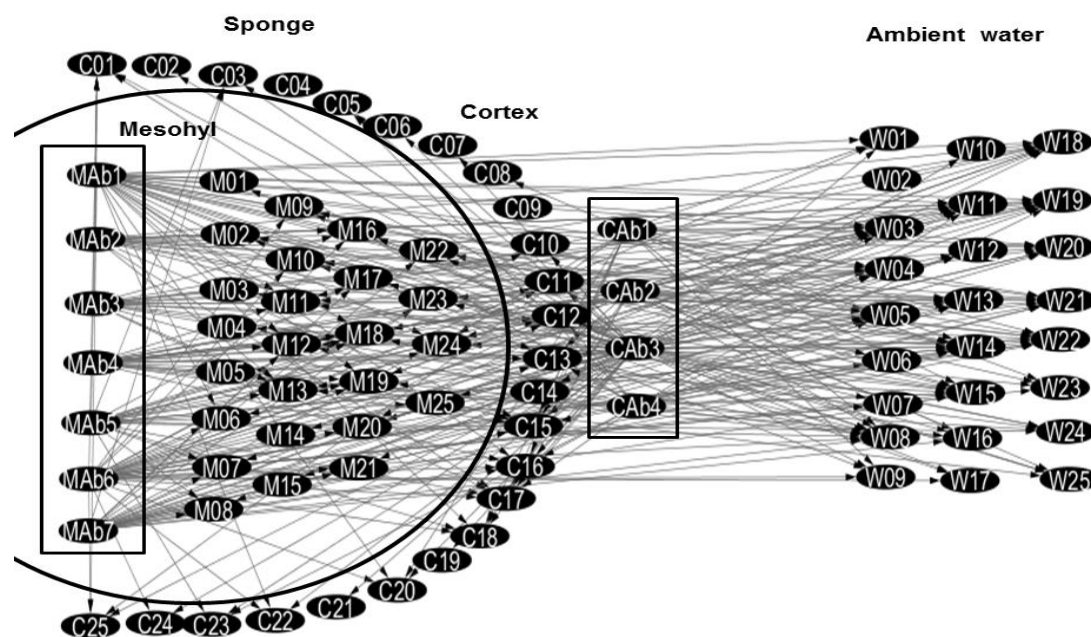 Sponge
Ambient water
Cortex
Mesohyl
C01
C02
C03
C04
C05
C06
C07
C08
C09
C10
C11
C12
C13
C14
C15
C16
C17
C18
C19
C20
C21
C22
C23
C24
C25
MAb1
MAb2
MAb3
MAb4
MAb5
MAb6
MAb7
M01
M02
M03
M04
M05
M06
M07
M08
M09
M10
M11
M12
M13
M14
M15
M16
M17
M18
M19
M20
M21
M22
M23
M24
M25
CAb1
CAb2
CAb3
CAb4
W01
W02
W03
W04
W05
W06
W07
W08
W09
W10
W11
W12
W13
W14
W15
W16
W17
W18
W19
W20
W21
W22
W23
W24
W25